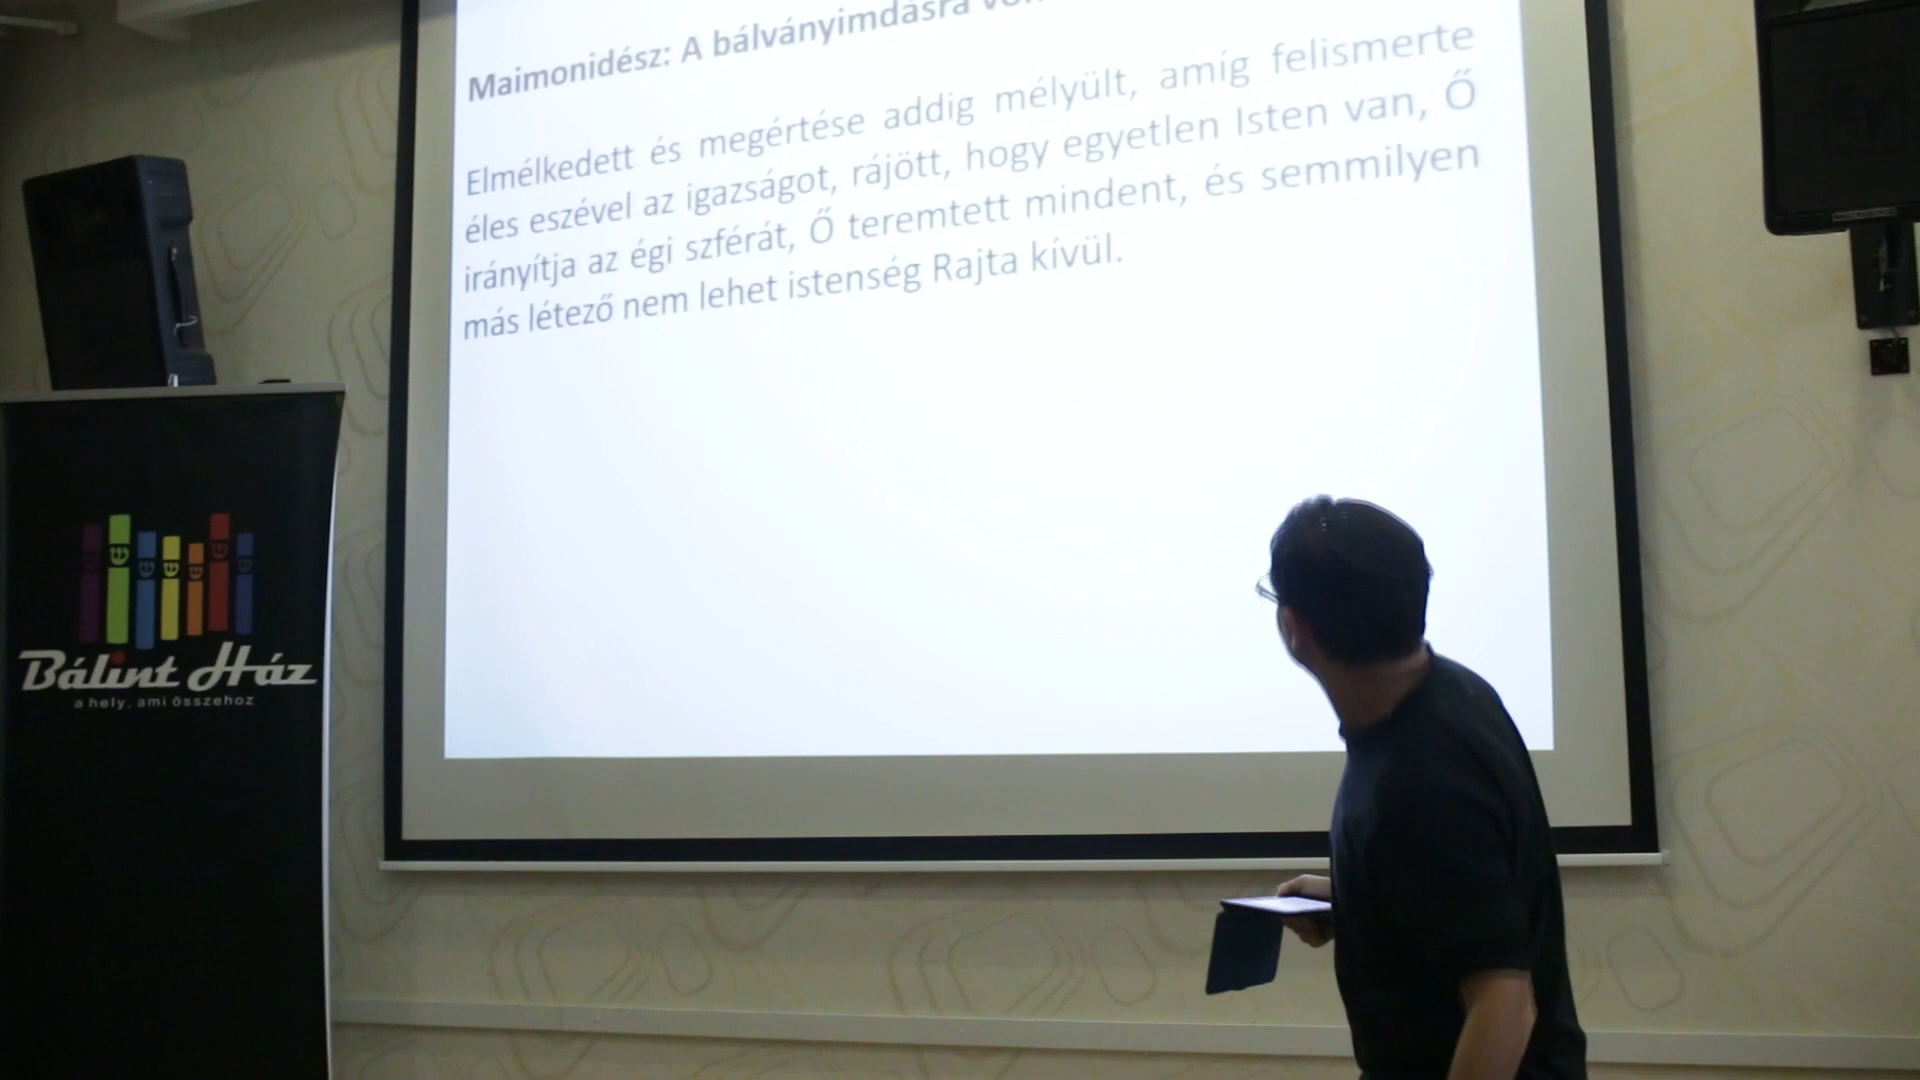 Maimonidész: A bálványimdásra
Elmélkedett és megértése addig mélyült, amíg felismerte
éles eszével az igazságot, rájött, hogy egyetlen Isten van, Ő
irányítja az égi szférát, Ő teremtett mindent, és semmilyen
más létező nem lehet istenség Rajta kívül.
Bálint Ház
a hely, ami összehoz